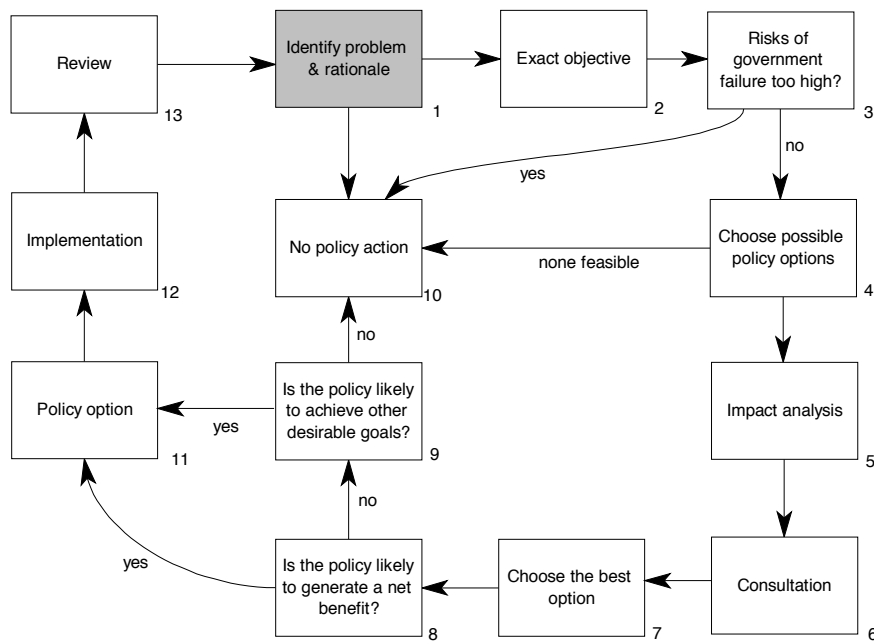 Identify problem
& rationale
1
Exact objective
2
Risks of
government
failure too high?
3
yes
no
Choose possible
policy options
4
none feasible
No policy action
10
Impact analysis
5
Consultation
6
Choose the best
option
7
Is the policy likely
to generate a net
benefit?
8
no
yes
Is the policy likely
to achieve other
desirable goals?
9
no
yes
Policy option
11
Implementation
12
Review
13